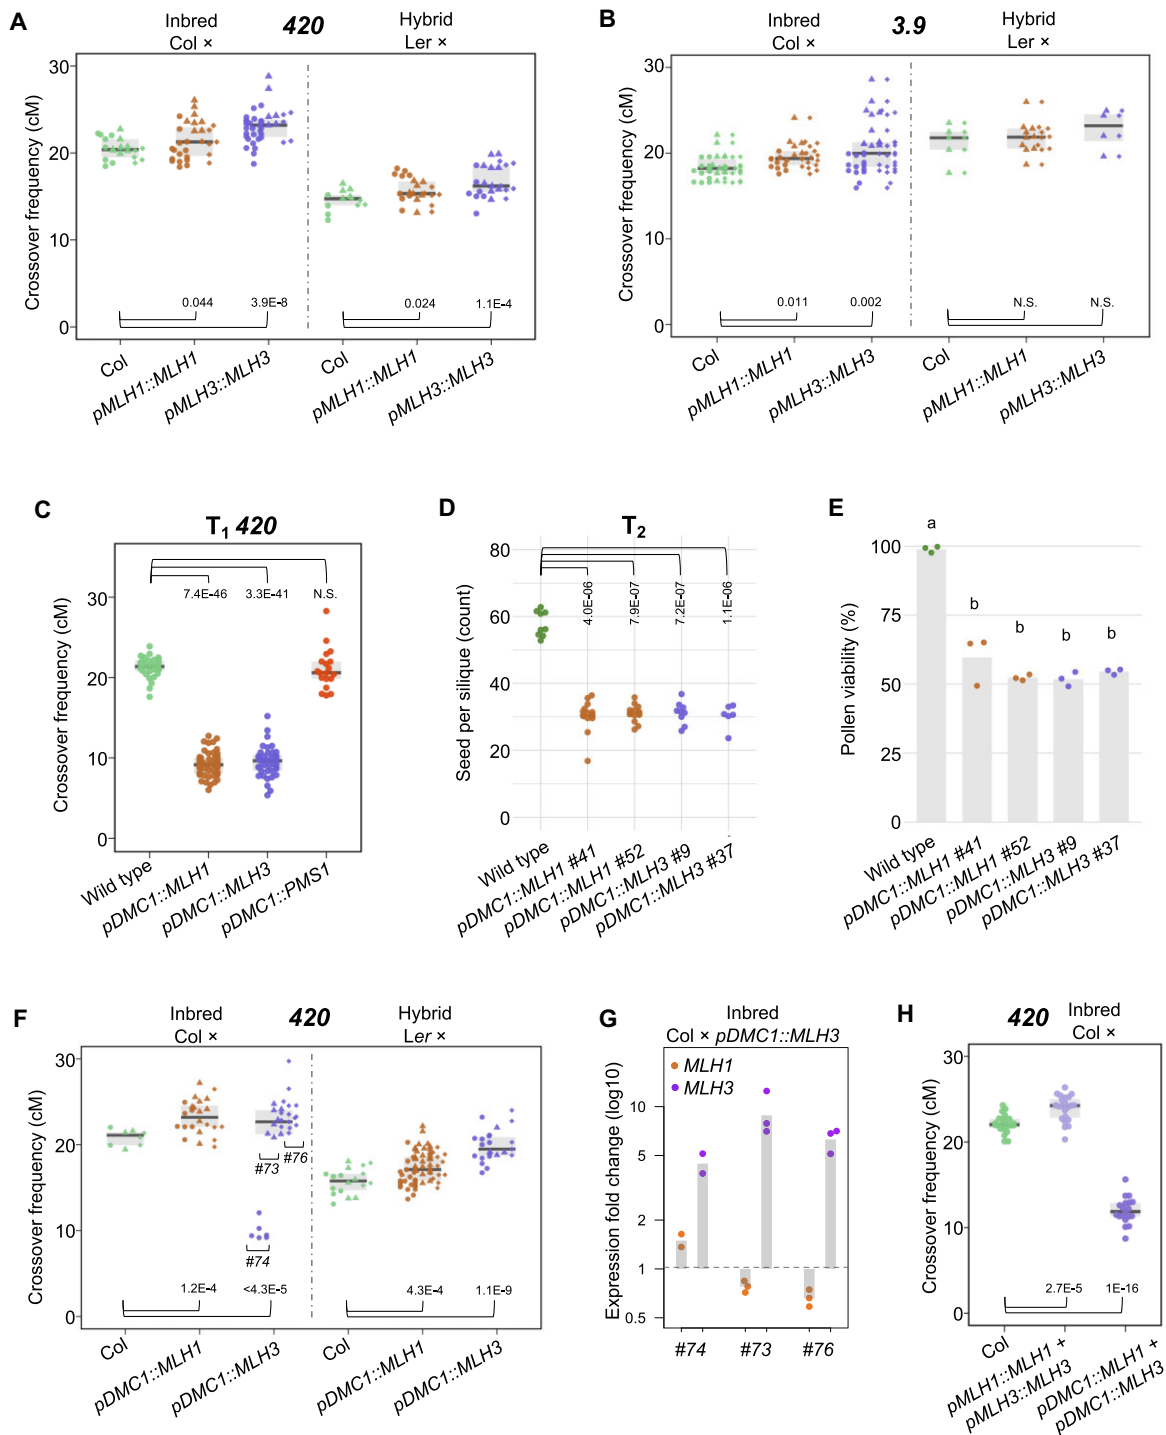 A
Inbred
Col ×
420
Hybrid
Ler ×
Crossover frequency (cM)
30
20
10
0
0.044
3.9E-8
0.024
1.1E-4
Col
pMLH1::MLH1
pMLH3::MLH3
Col
pMLH1::MLH1
pMLH3::MLH3
B
Inbred
Col ×
3.9
Hybrid
Ler ×
Crossover frequency (cM)
30
20
10
0
0.011
0.002
N.S.
N.S.
Col
pMLH1::MLH1
pMLH3::MLH3
Col
pMLH1::MLH1
pMLH3::MLH3
C
T1 420
Crossover frequency (cM)
30
20
10
0
7.4E-46
3.3E-41
N.S.
Wild type
pDMC1::MLH1
pDMC1::MLH3
pDMC1::PMS1
D
T2
Seed per silique (count)
80
60
40
20
0
4.0E-06
7.9E-07
7.2E-07
1.1E-06
Wild type
pDMC1::MLH1 #41
pDMC1::MLH1 #52
pDMC1::MLH3 #9
pDMC1::MLH3 #37
E
Pollen viability (%)
100
75
50
25
0
a
b
b
b
b
Wild type
pDMC1::MLH1 #41
pDMC1::MLH1 #52
pDMC1::MLH3 #9
pDMC1::MLH3 #37
F
Inbred
Col ×
420
Hybrid
Ler ×
Crossover frequency (cM)
30
20
10
0
#73
#76
#74
1.2E-4
<4.3E-5
4.3E-4
1.1E-9
Col
pDMC1::MLH1
pDMC1::MLH3
Col
pDMC1::MLH1
pDMC1::MLH3
G
Inbred
Col × pDMC1::MLH3
MLH1
MLH3
Expression fold change (log10)
10
5
2
1
0.5
#74
#73
#76
H
420
Inbred
Col ×
Crossover frequency (cM)
30
20
10
0
2.7E-5
1E-16
Col
pMLH1::MLH1 +
pMLH3::MLH3
pDMC1::MLH1 +
pDMC1::MLH3